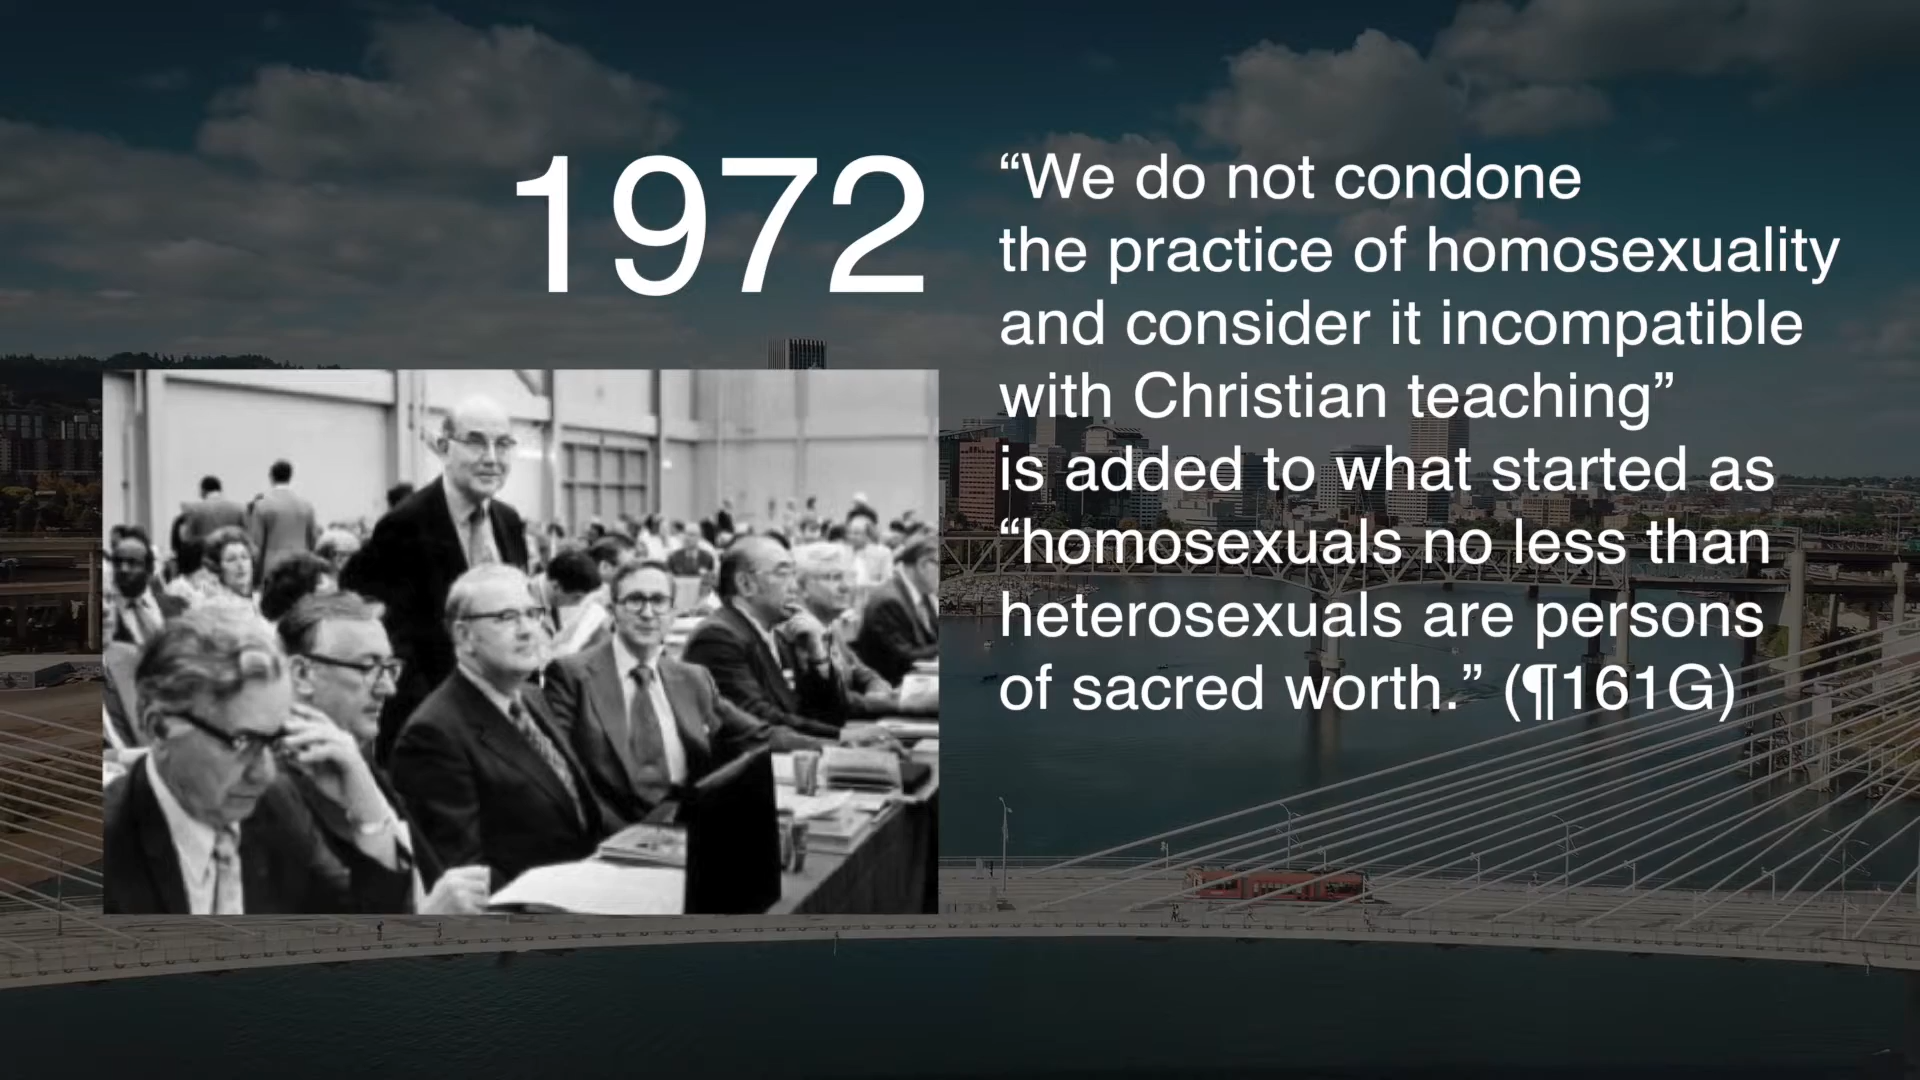 1972
“We do not condone
the practice of homosexuality
and consider it incompatible
with Christian teaching”
is added to what started as
“homosexuals no less than
heterosexuals are persons
of sacred worth.” (¶161G)